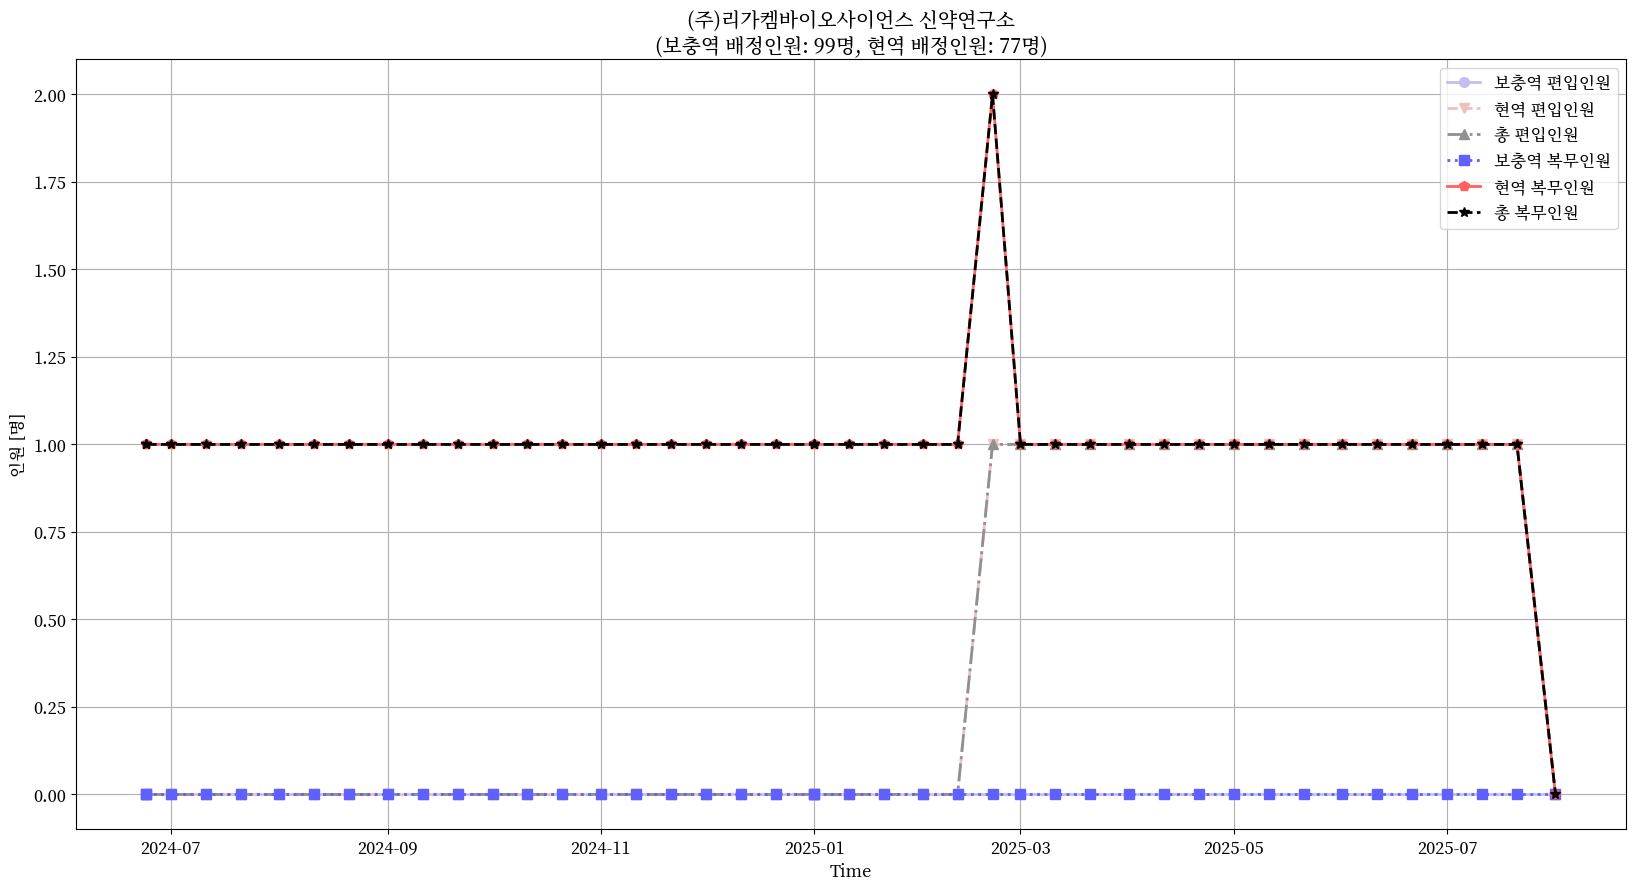 (주)리가켐바이오사이언스 신약연구소
(보충역 배정인원: 99명, 현역 배정인원: 77명)
보충역 편입인원
현역 편입인원
총 편입인원
보충역 복무인원
현역 복무인원
총 복무인원
인원 [명]
2.00
1.75
1.50
1.25
1.00
0.75
0.50
0.25
0.00
2024-07
2024-09
2024-11
2025-01
2025-03
2025-05
2025-07
Time